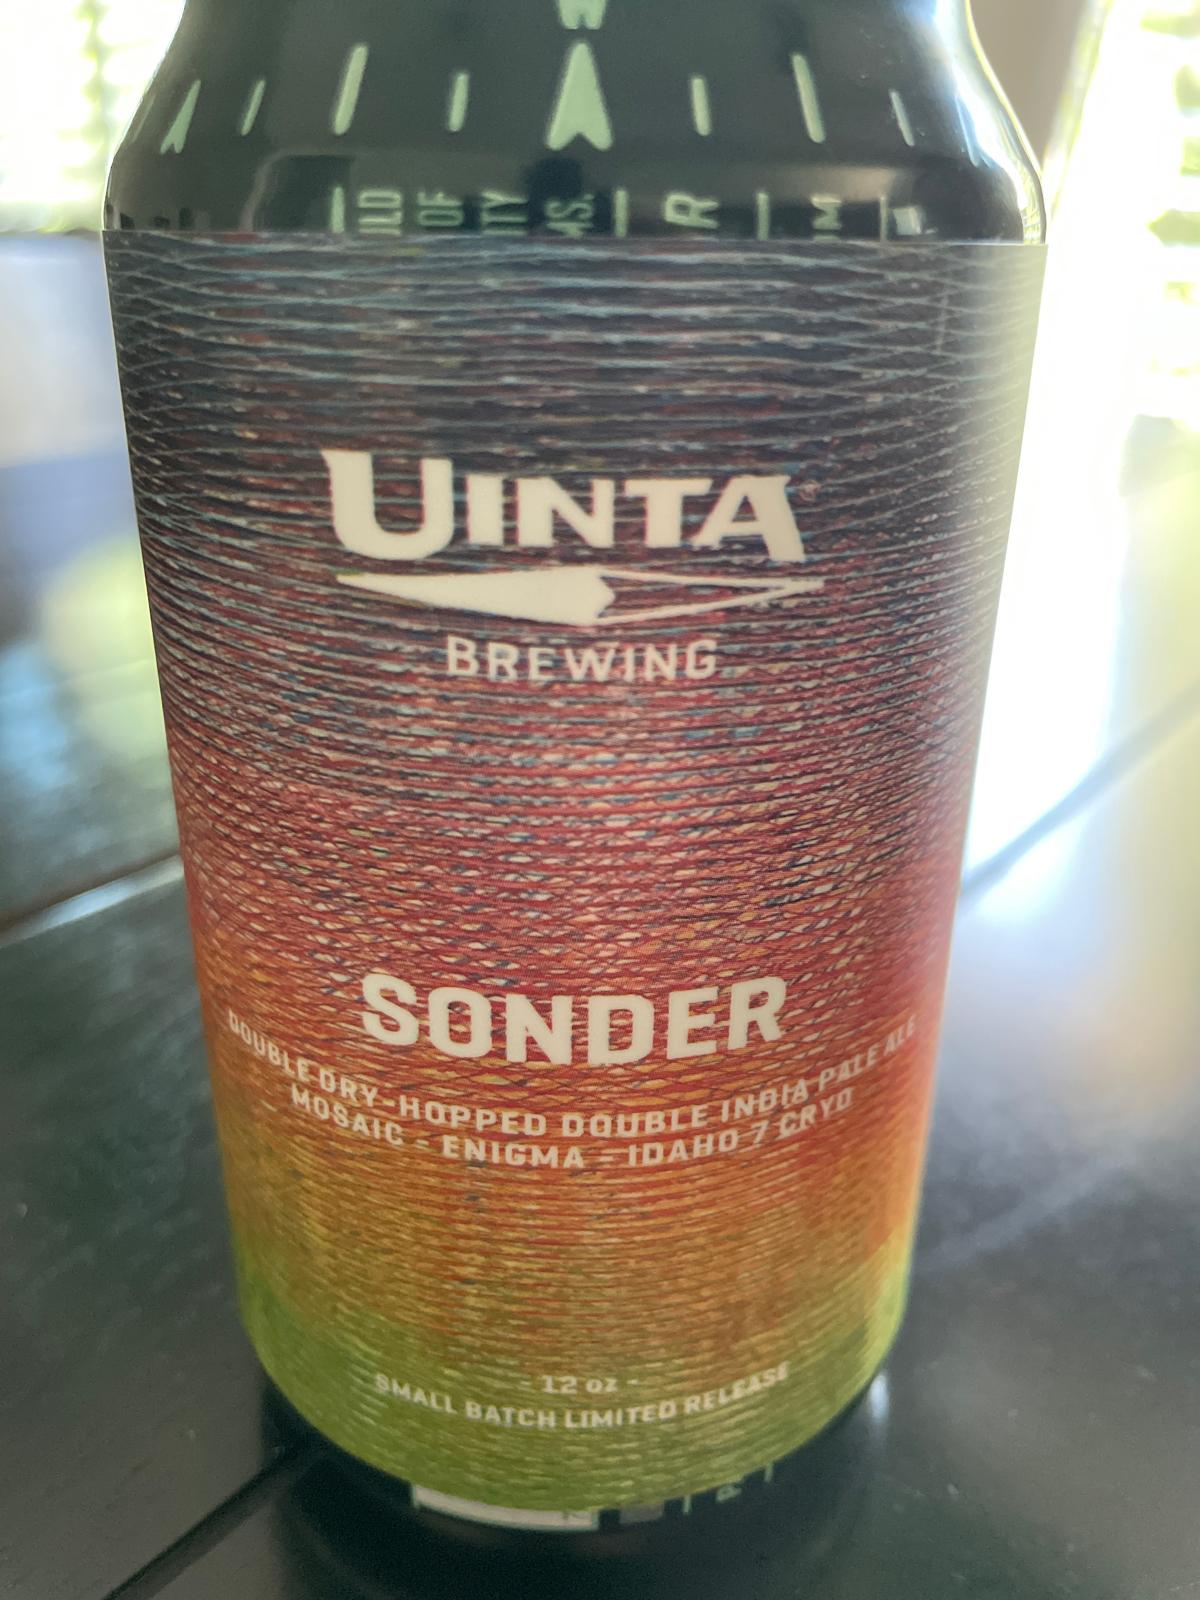 W
OF
R
UINTA®
BREWING
SONDER
DOUBLE DRY-HOPPED DOUBLE INDIA PALE ALE
MOSAIC - ENIGMA - IDAHO 7 CRYO
- 12 oz -
SMALL BATCH LIMITED RELEASE